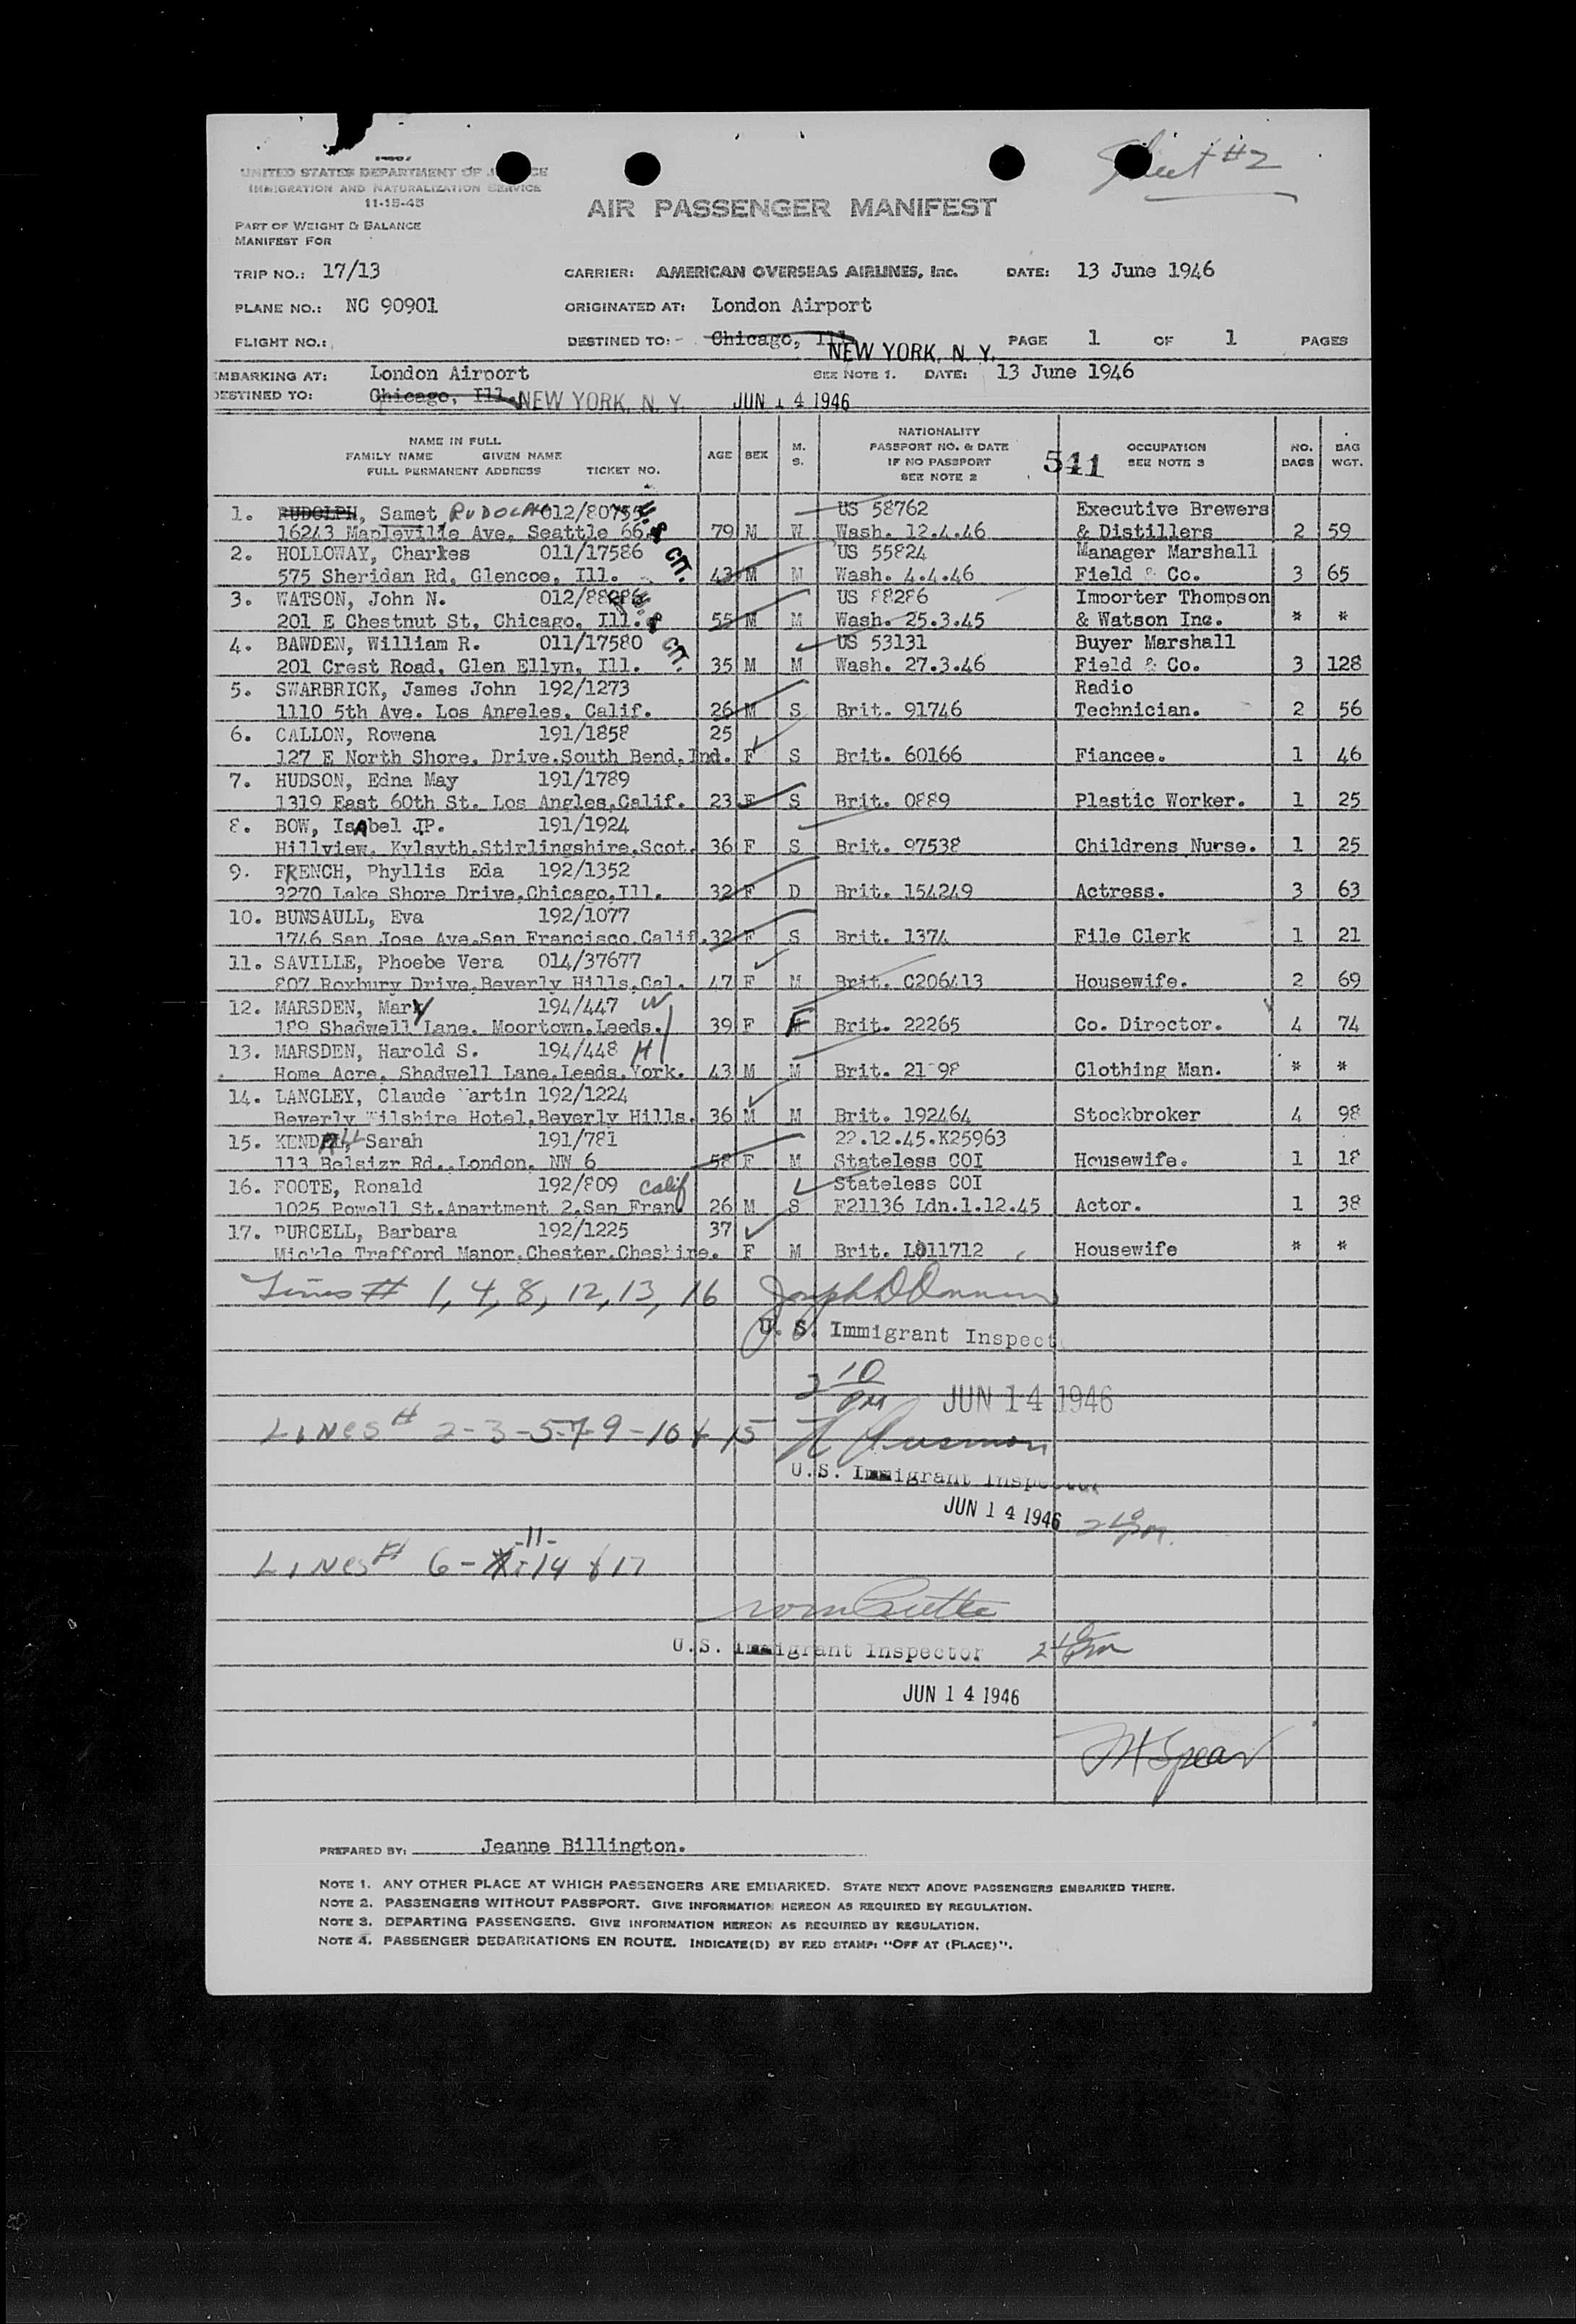 Sheet #2
UNITED STATES DEPARTMENT OF JUSTICE
IMMIGRATION AND NATURALIZATION SERVICE
11-15-45
PART OF WEIGHT & BALANCE
MANIFEST FOR
AIR PASSENGER MANIFEST
TRIP NO.: 17/13 CARRIER: AMERICAN OVERSEAS AIRLINES, Inc. DATE: 13 June 1946
PLANE NO.: NC 90901 ORIGINATED AT: London Airport
FLIGHT NO.: DESTINED TO: - Chicago, Ill. NEW YORK, N. Y. PAGE 1 OF 1 PAGES
EMBARKING AT: London Airport SEE NOTE 1. DATE: 13 June 1946
DESTINED TO: Chicago, Ill. NEW YORK, N. Y. JUN 14 1946
NAME IN FULL
FAMILY NAME GIVEN NAME
FULL PERMANENT ADDRESS TICKET NO.
AGE SEX M. S.
NATIONALITY
PASSPORT NO. & DATE
IF NO PASSPORT
SEE NOTE 2
541
OCCUPATION
SEE NOTE 3
NO. BAGS
BAG WGT.
1. RUDOLPH, Samet RUDOLPH 012/80755 US 58762 Executive Brewers
16243 Mapleville Ave, Seattle 66. 79 M W Wash. 12.4.46 & Distillers 2 59
U.S. CIT.
2. HOLLOWAY, Charles 011/17586 US 55824 Manager Marshall
575 Sheridan Rd, Glencoe, Ill. 43 M M Wash. 4.4.46 Field & Co. 3 65
3. WATSON, John N. 012/88286 US 88286 Imoorter Thompson
201 E Chestnut St, Chicago, Ill. 55 M M Wash. 25.3.45 & Watson Inc. * *
U.S. CIT.
4. BAWDEN, William R. 011/17580 US 53131 Buyer Marshall
201 Crest Road, Glen Ellyn, Ill. 35 M M Wash. 27.3.46 Field & Co. 3 128
5. SWARBRICK, James John 192/1273 Radio
1110 5th Ave. Los Angeles, Calif. 26 M S Brit. 91746 Technician. 2 56
6. CALLON, Rowena 191/1858 25
127 E North Shore, Drive.South Bend.Ind. F S Brit. 60166 Fiancee. 1 46
7. HUDSON, Edna May 191/1789
1319 East 60th St. Los Angles.Calif. 23 F S Brit. 0889 Plastic Worker. 1 25
8. BOW, IsAbel JP. 191/1924
Hillview, Kylsyth.Stirlingshire.Scot. 36 F S Brit. 97538 Childrens Nurse. 1 25
9. FRENCH, Phyllis Eda 192/1352
3270 Lake Shore Drive.Chicago.Ill. 32 F D Brit. 154249 Actress. 3 63
10. BUNSAULL, Eva 192/1077
1746 San Jose Ave.San Francisco.Calif. 32 F S Brit. 1374 File Clerk 1 21
11. SAVILLE, Phoebe Vera 014/37677
807 Roxbury Drive.Beverly Hills.Cal. 47 F M Brit. C206413 Housewife. 2 69
12. MARSDEN, Mary 194/447 W
189 Shadwell Lane. Moortown.Leeds. 39 F Brit. 22265 Co. Director. 4 74
13. MARSDEN, Harold S. 194/448 H
Home Acre. Shadwell Lane.Leeds.York. 43 M M Brit. 21 98 Clothing Man. * *
14. LANGLEY, Claude Martin 192/1224
Beverly Wilshire Hotel.Beverly Hills. 36 M M Brit. 192464 Stockbroker 4 98
15. KENDALL, Sarah 191/781 22.12.45.K25963
113 Belsizr Rd., London. NW 6 58 F M Stateless COI Housewife. 1 18
16. FOOTE, Ronald 192/809 Calif Stateless COI
1025 Powell St.Apartment 2.San Fran. 26 M S F21136 Ldn.1.12.45 Actor. 1 38
17. PURCELL, Barbara 192/1225 37
Mickle Trafford Manor.Chester.Cheshire. F M Brit. L011712 Housewife * *
Lines # 1, 4, 8, 12, 13, 16
U. S. Immigrant Inspect
2 10 PM JUN 14 1946
LINES # 2-3-5-7-9-10 & 15
U.S. Immigrant Inspector
JUN 14 1946 2 10 pm.
-11-
LINES # 6-14 & 17
U.S. Immigrant Inspector 2 10 pm
JUN 14 1946
PREPARED BY: Jeanne Billington.
NOTE 1. ANY OTHER PLACE AT WHICH PASSENGERS ARE EMBARKED. STATE NEXT ABOVE PASSENGERS EMBARKED THERE.
NOTE 2. PASSENGERS WITHOUT PASSPORT. GIVE INFORMATION HEREON AS REQUIRED BY REGULATION.
NOTE 3. DEPARTING PASSENGERS. GIVE INFORMATION HEREON AS REQUIRED BY REGULATION.
NOTE 4. PASSENGER DEBARKATIONS EN ROUTE. INDICATE(D) BY RED STAMP: "OFF AT (PLACE)".